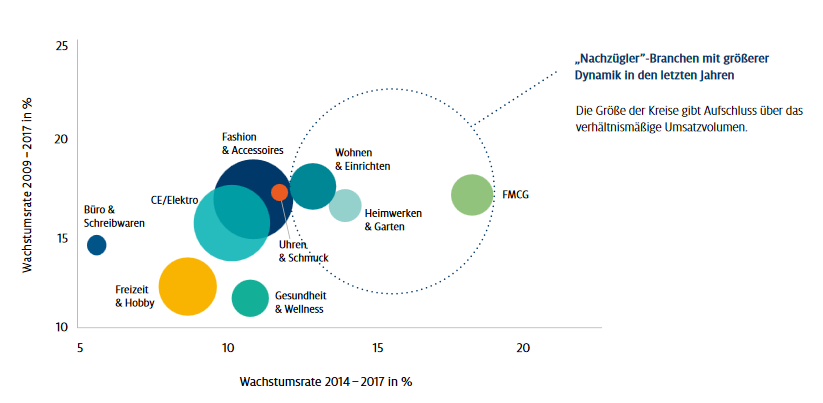 25
20
15
10
5
10
15
20
Wachstumsrate 2009 – 2017 in %
Wachstumsrate 2014 – 2017 in %
Büro &
Schreibwaren
CE/Elektro
Fashion
& Accessoires
Wohnen
& Einrichten
Heimwerken
& Garten
Uhren
& Schmuck
FMCG
Freizeit
& Hobby
Gesundheit
& Wellness
„Nachzügler”-Branchen mit größerer
Dynamik in den letzten Jahren
Die Größe der Kreise gibt Aufschluss über das
verhältnismäßige Umsatzvolumen.